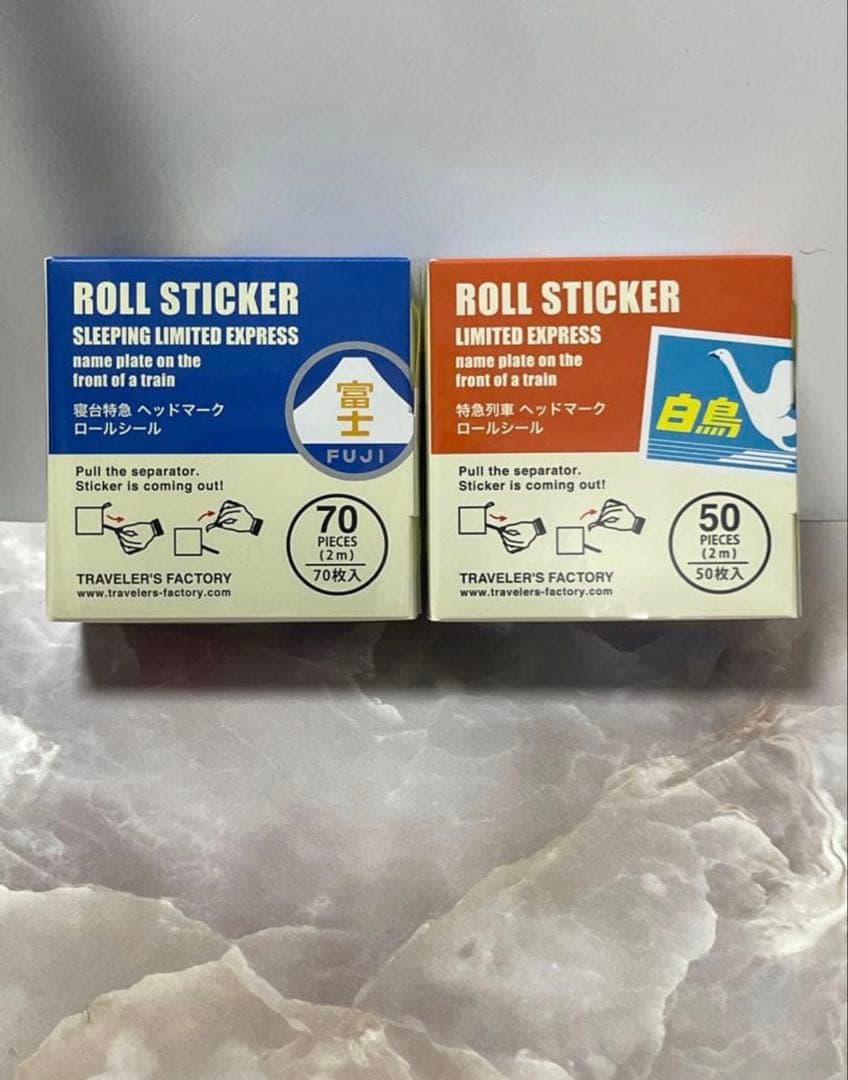 ROLL STICKER
SLEEPING LIMITED EXPRESS
name plate on the
front of a train
寝台特急 ヘッドマーク
ロールシール
富士
FUJI
Pull the separator.
Sticker is coming out!
70
PIECES
(2m)
70枚入
TRAVELER'S FACTORY
www.travelers-factory.com
ROLL STICKER
LIMITED EXPRESS
name plate on the
front of a train
特急列車 ヘッドマーク
ロールシール
白鳥
Pull the separator.
Sticker is coming out!
50
PIECES
(2m)
50枚入
TRAVELER'S FACTORY
www.travelers-factory.com